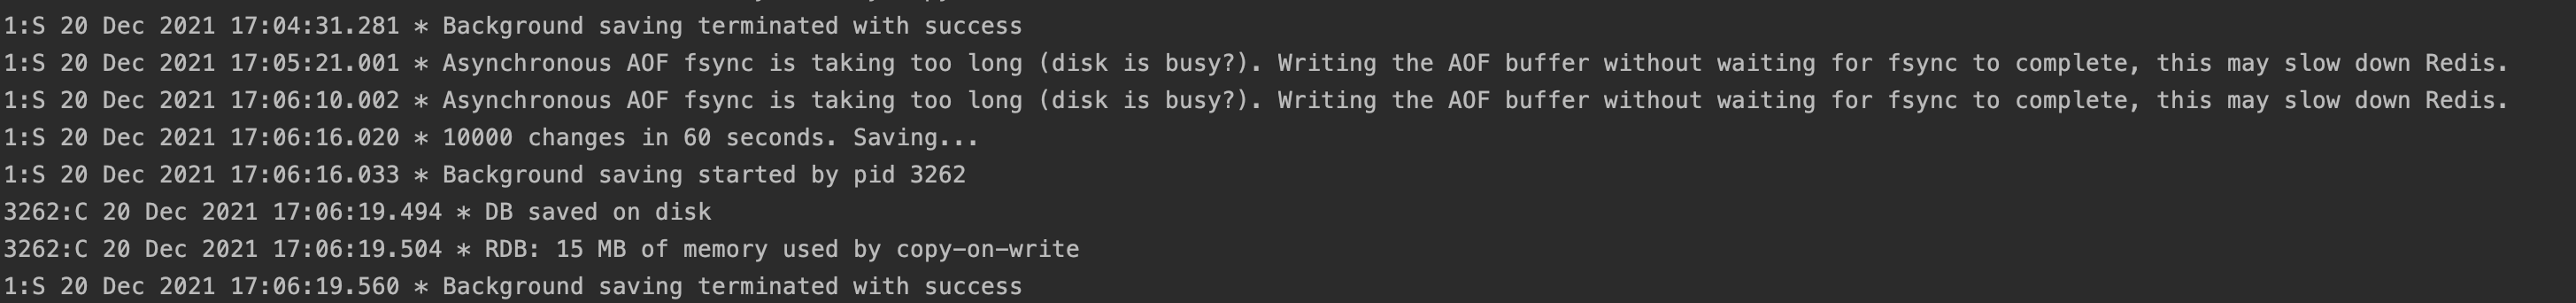 1:S 20 Dec 2021 17:04:31.281 * Background saving terminated with success
1:S 20 Dec 2021 17:05:21.001 * Asynchronous AOF fsync is taking too long (disk is busy?). Writing the AOF buffer without waiting for fsync to complete, this may slow down Redis.
1:S 20 Dec 2021 17:06:10.002 * Asynchronous AOF fsync is taking too long (disk is busy?). Writing the AOF buffer without waiting for fsync to complete, this may slow down Redis.
1:S 20 Dec 2021 17:06:16.020 * 10000 changes in 60 seconds. Saving...
1:S 20 Dec 2021 17:06:16.033 * Background saving started by pid 3262
3262:C 20 Dec 2021 17:06:19.494 * DB saved on disk
3262:C 20 Dec 2021 17:06:19.504 * RDB: 15 MB of memory used by copy-on-write
1:S 20 Dec 2021 17:06:19.560 * Background saving terminated with success